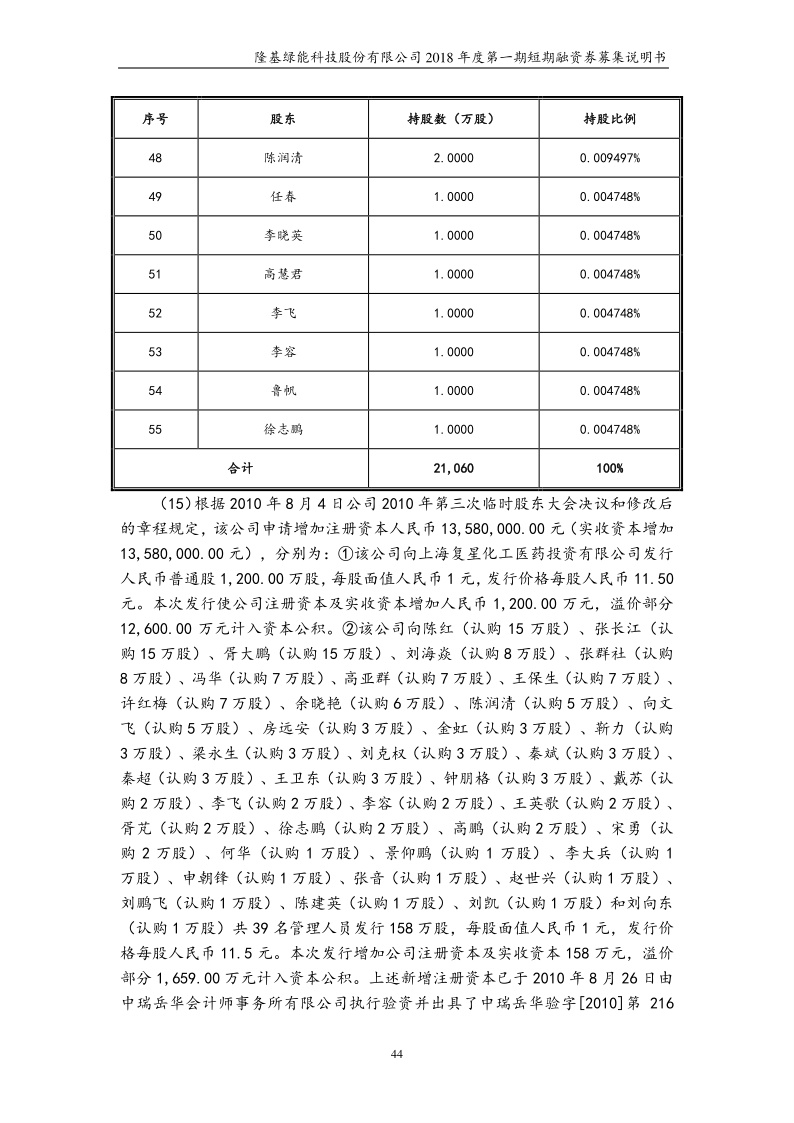 隆基绿能科技股份有限公司 2018 年度第一期短期融资券募集说明书
序号 股东 持股数（万股） 持股比例
48 陈润清 2.0000 0.009497%
49 任春 1.0000 0.004748%
50 李晓英 1.0000 0.004748%
51 高慧君 1.0000 0.004748%
52 李飞 1.0000 0.004748%
53 李容 1.0000 0.004748%
54 鲁帆 1.0000 0.004748%
55 徐志鹏 1.0000 0.004748%
合计 21,060 100%
（15）根据 2010 年 8 月 4 日公司 2010 年第三次临时股东大会决议和修改后
的章程规定，该公司申请增加注册资本人民币 13,580,000.00 元（实收资本增加
13,580,000.00 元），分别为：①该公司向上海复星化工医药投资有限公司发行
人民币普通股 1,200.00 万股，每股面值人民币 1 元，发行价格每股人民币 11.50
元。本次发行使公司注册资本及实收资本增加人民币 1,200.00 万元，溢价部分
12,600.00 万元计入资本公积。②该公司向陈红（认购 15 万股）、张长江（认
购 15 万股）、胥大鹏（认购 15 万股）、刘海焱（认购 8 万股）、张群社（认购
8 万股）、冯华（认购 7 万股）、高亚群（认购 7 万股）、王保生（认购 7 万股）、
许红梅（认购 7 万股）、余晓艳（认购 6 万股）、陈润清（认购 5 万股）、向文
飞（认购 5 万股）、房远安（认购 3 万股）、金虹（认购 3 万股）、靳力（认购
3 万股）、梁永生（认购 3 万股）、刘克权（认购 3 万股）、秦斌（认购 3 万股）、
秦超（认购 3 万股）、王卫东（认购 3 万股）、钟朋格（认购 3 万股）、戴苏（认
购 2 万股）、李飞（认购 2 万股）、李容（认购 2 万股）、王英歌（认购 2 万股）、
胥芃（认购 2 万股）、徐志鹏（认购 2 万股）、高鹏（认购 2 万股）、宋勇（认
购 2 万股）、何华（认购 1 万股）、景仰鹏（认购 1 万股）、李大兵（认购 1
万股）、申朝锋（认购 1 万股）、张音（认购 1 万股）、赵世兴（认购 1 万股）、
刘鹏飞（认购 1 万股）、陈建英（认购 1 万股）、刘凯（认购 1 万股）和刘向东
（认购 1 万股）共 39 名管理人员发行 158 万股，每股面值人民币 1 元，发行价
格每股人民币 11.5 元。本次发行增加公司注册资本及实收资本 158 万元，溢价
部分 1,659.00 万元计入资本公积。上述新增注册资本已于 2010 年 8 月 26 日由
中瑞岳华会计师事务所有限公司执行验资并出具了中瑞岳华验字[2010]第 216
44